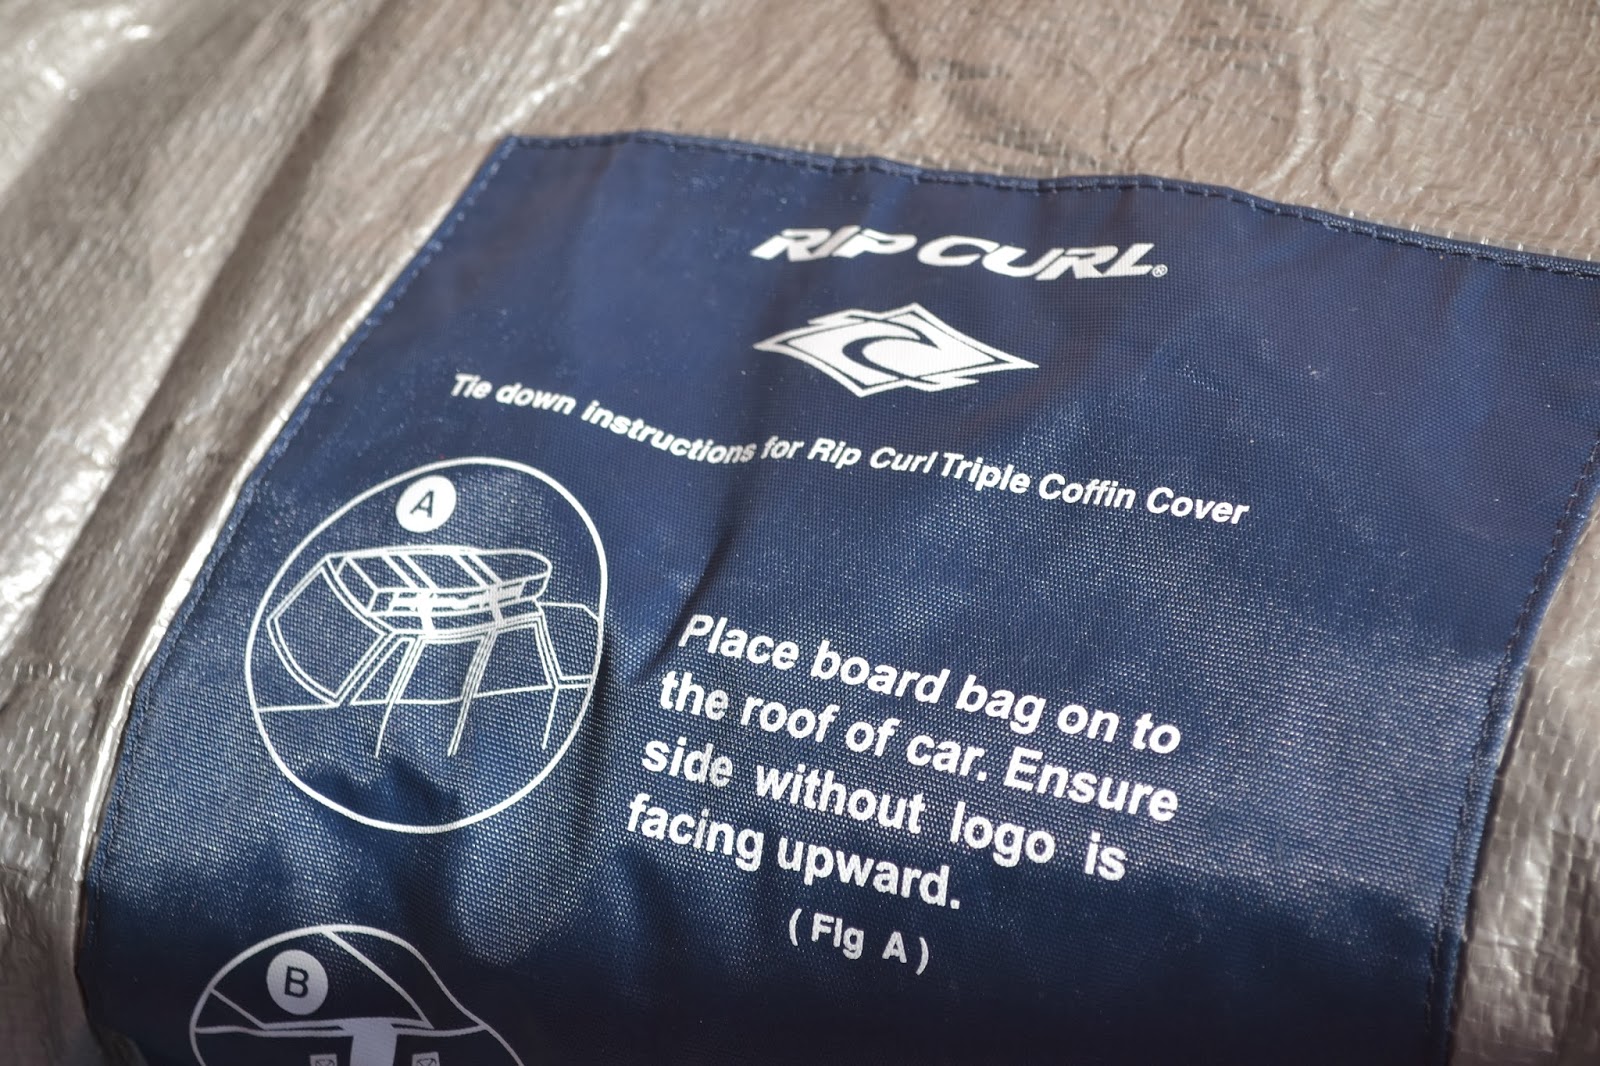 RIP CURL®
Tie down instructions for Rip Curl Triple Coffin Cover
A
Place board bag on to
the roof of car. Ensure
side without logo is
facing upward.
( Fig A )
B